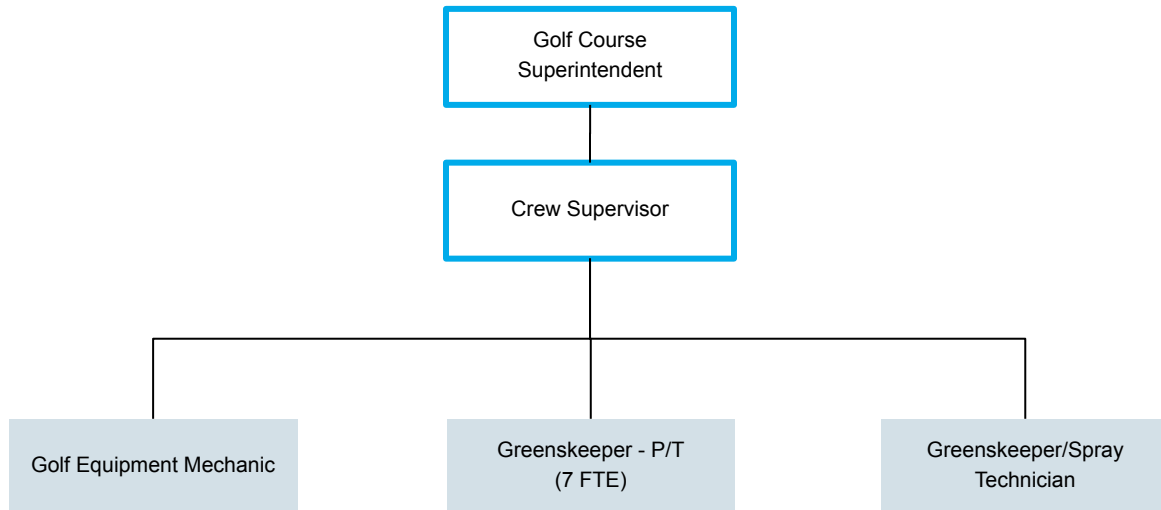 Golf Course
Superintendent
Crew Supervisor
Golf Equipment Mechanic
Greenskeeper - P/T
(7 FTE)
Greenskeeper/Spray
Technician